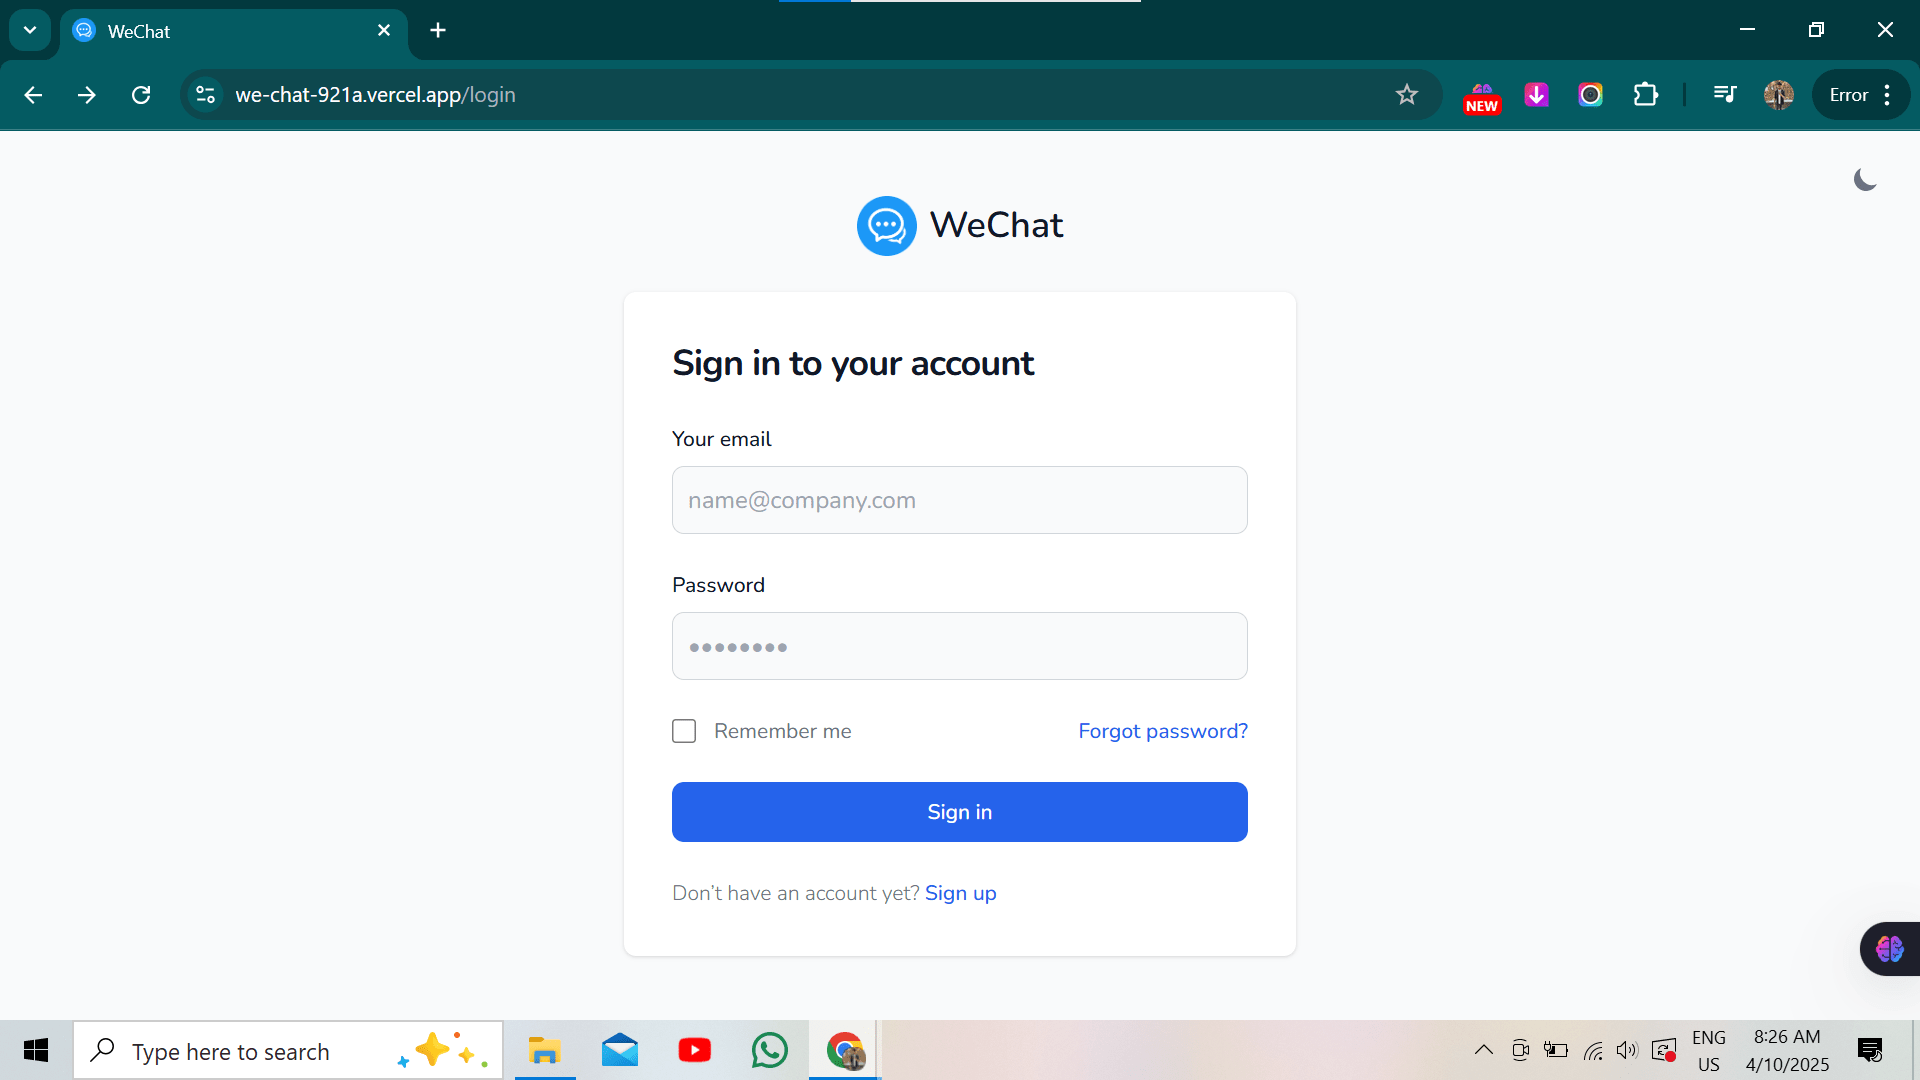 WeChat
we-chat-921a.vercel.app/login
NEW
Error
WeChat
Sign in to your account
Your email
name@company.com
Password
Remember me
Forgot password?
Sign in
Don't have an account yet? Sign up
Type here to search
ENG
US
8:26 AM
4/10/2025